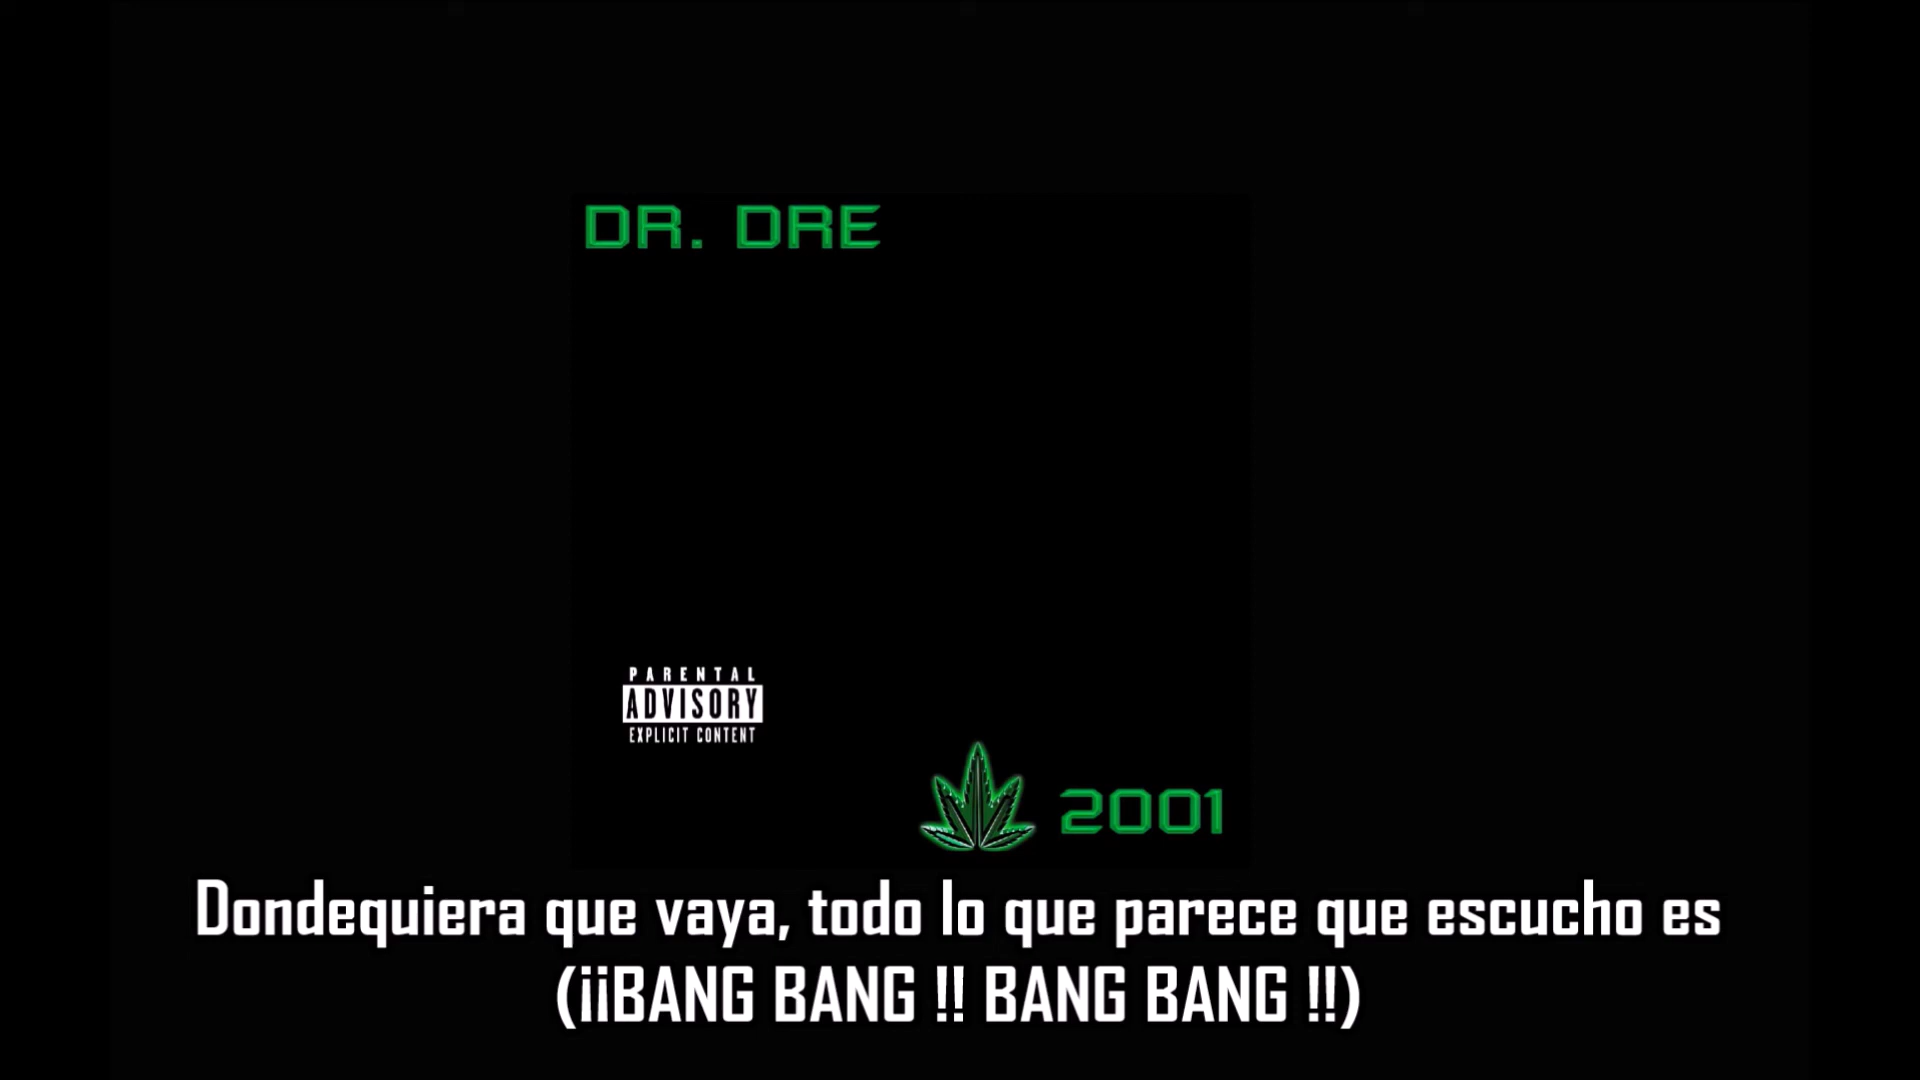 DR. DRE
PARENTAL
ADVISORY
EXPLICIT CONTENT
2001
Dondequiera que vaya, todo lo que parece que escucho es
(¡¡BANG BANG !! BANG BANG !!)